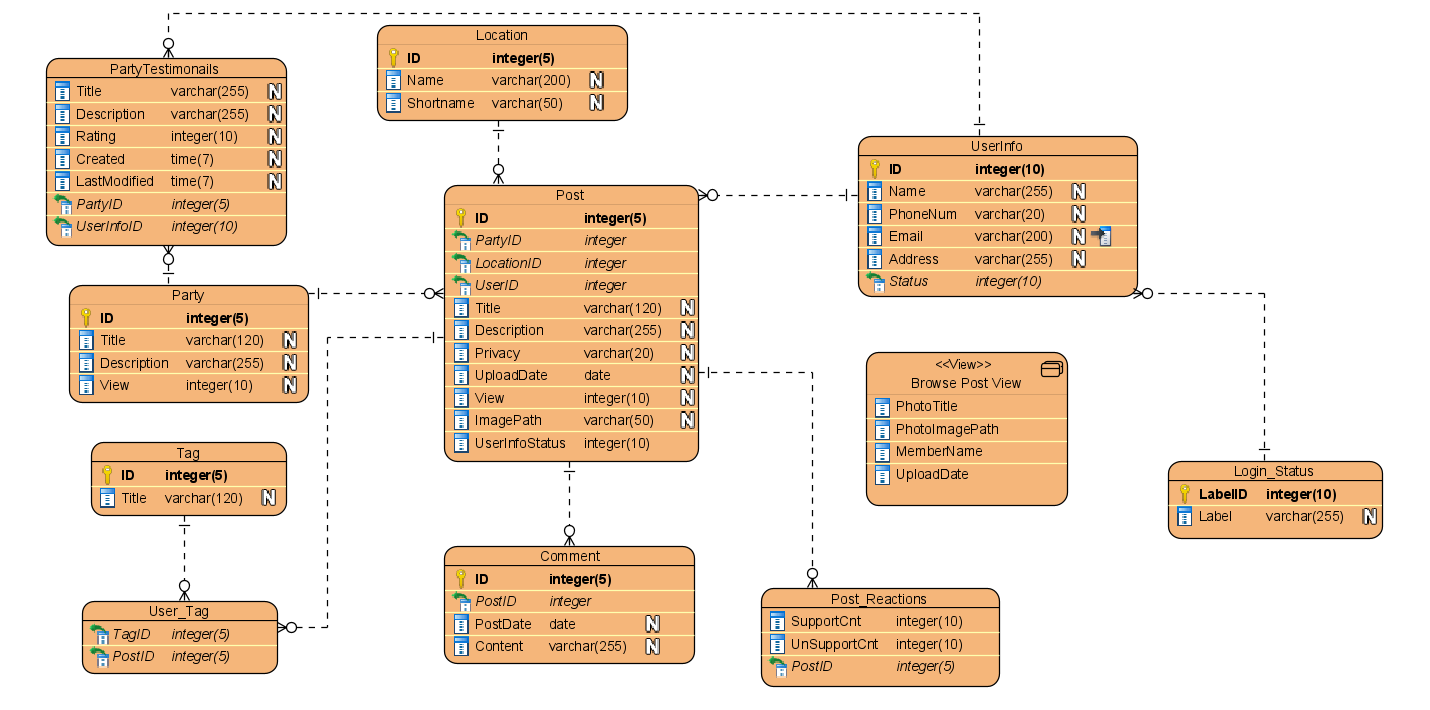 PartyTestimonails
Title varchar(255) N
Description varchar(255) N
Rating integer(10) N
Created time(7) N
LastModified time(7) N
PartyID integer(5)
UserInfoID integer(10)
Location
ID integer(5)
Name varchar(200) N
Shortname varchar(50) N
UserInfo
ID integer(10)
Name varchar(255) N
PhoneNum varchar(20) N
Email varchar(200) N
Address varchar(255) N
Status integer(10)
Post
ID integer(5)
PartyID integer
LocationID integer
UserID integer
Title varchar(120) N
Description varchar(255) N
Privacy varchar(20) N
UploadDate date N
View integer(10) N
ImagePath varchar(50) N
UserInfoStatus integer(10)
Party
ID integer(5)
Title varchar(120) N
Description varchar(255) N
View integer(10) N
<<View>>
Browse Post View
PhotoTitle
PhotoImagePath
MemberName
UploadDate
Tag
ID integer(5)
Title varchar(120) N
Login_Status
LabelID integer(10)
Label varchar(255) N
User_Tag
TagID integer(5)
PostID integer(5)
Comment
ID integer(5)
PostID integer
PostDate date N
Content varchar(255) N
Post_Reactions
SupportCnt integer(10)
UnSupportCnt integer(10)
PostID integer(5)